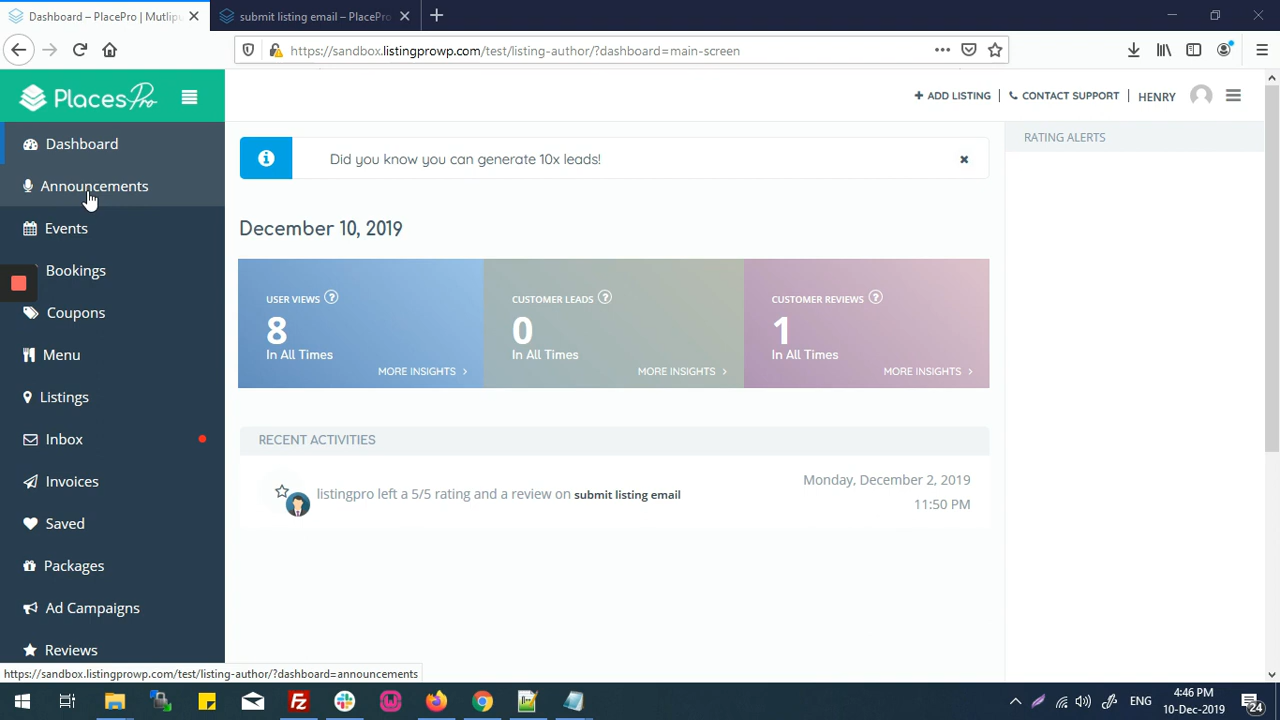 Dashboard – PlacePro | Mutlipu
submit listing email – PlacePro
https://sandbox.listingprowp.com/test/listing-author/?dashboard=main-screen
PlacesPro
ADD LISTING
CONTACT SUPPORT
HENRY
Dashboard
Announcements
Events
Bookings
Coupons
Menu
Listings
Inbox
Invoices
Saved
Packages
Ad Campaigns
Reviews
Did you know you can generate 10x leads!
RATING ALERTS
December 10, 2019
USER VIEWS ?
8
In All Times
MORE INSIGHTS >
CUSTOMER LEADS ?
0
In All Times
MORE INSIGHTS >
CUSTOMER REVIEWS ?
1
In All Times
MORE INSIGHTS >
RECENT ACTIVITIES
listingpro left a 5/5 rating and a review on submit listing email
Monday, December 2, 2019
11:50 PM
https://sandbox.listingprowp.com/test/listing-author/?dashboard=announcements
ENG
4:46 PM
10-Dec-2019
24